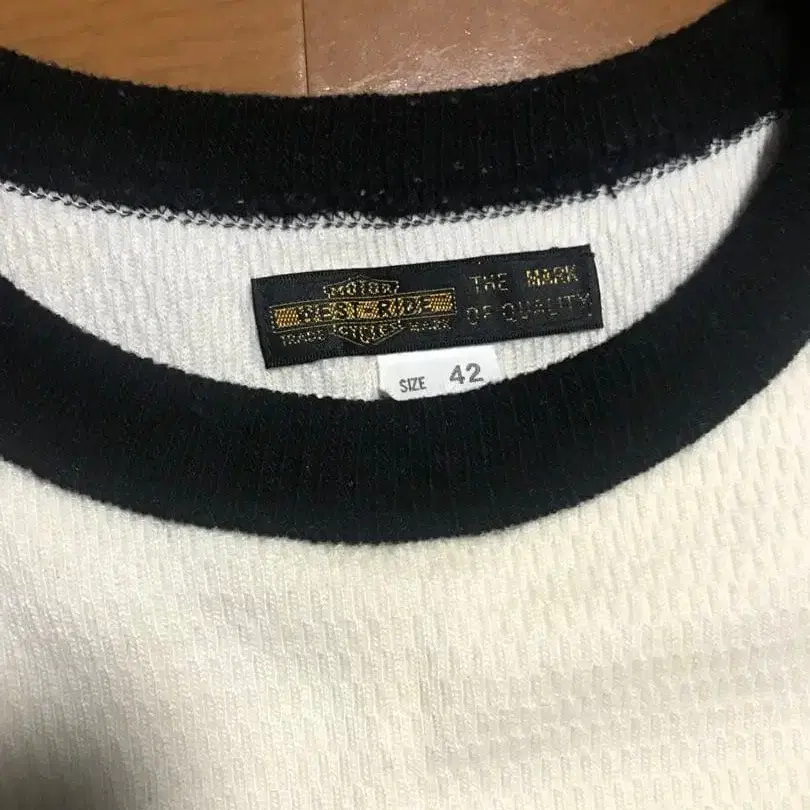 MOTOR
BEST RIDE
TRADE CYCLES MARK
THE MARK
OF QUALITY
SIZE 42